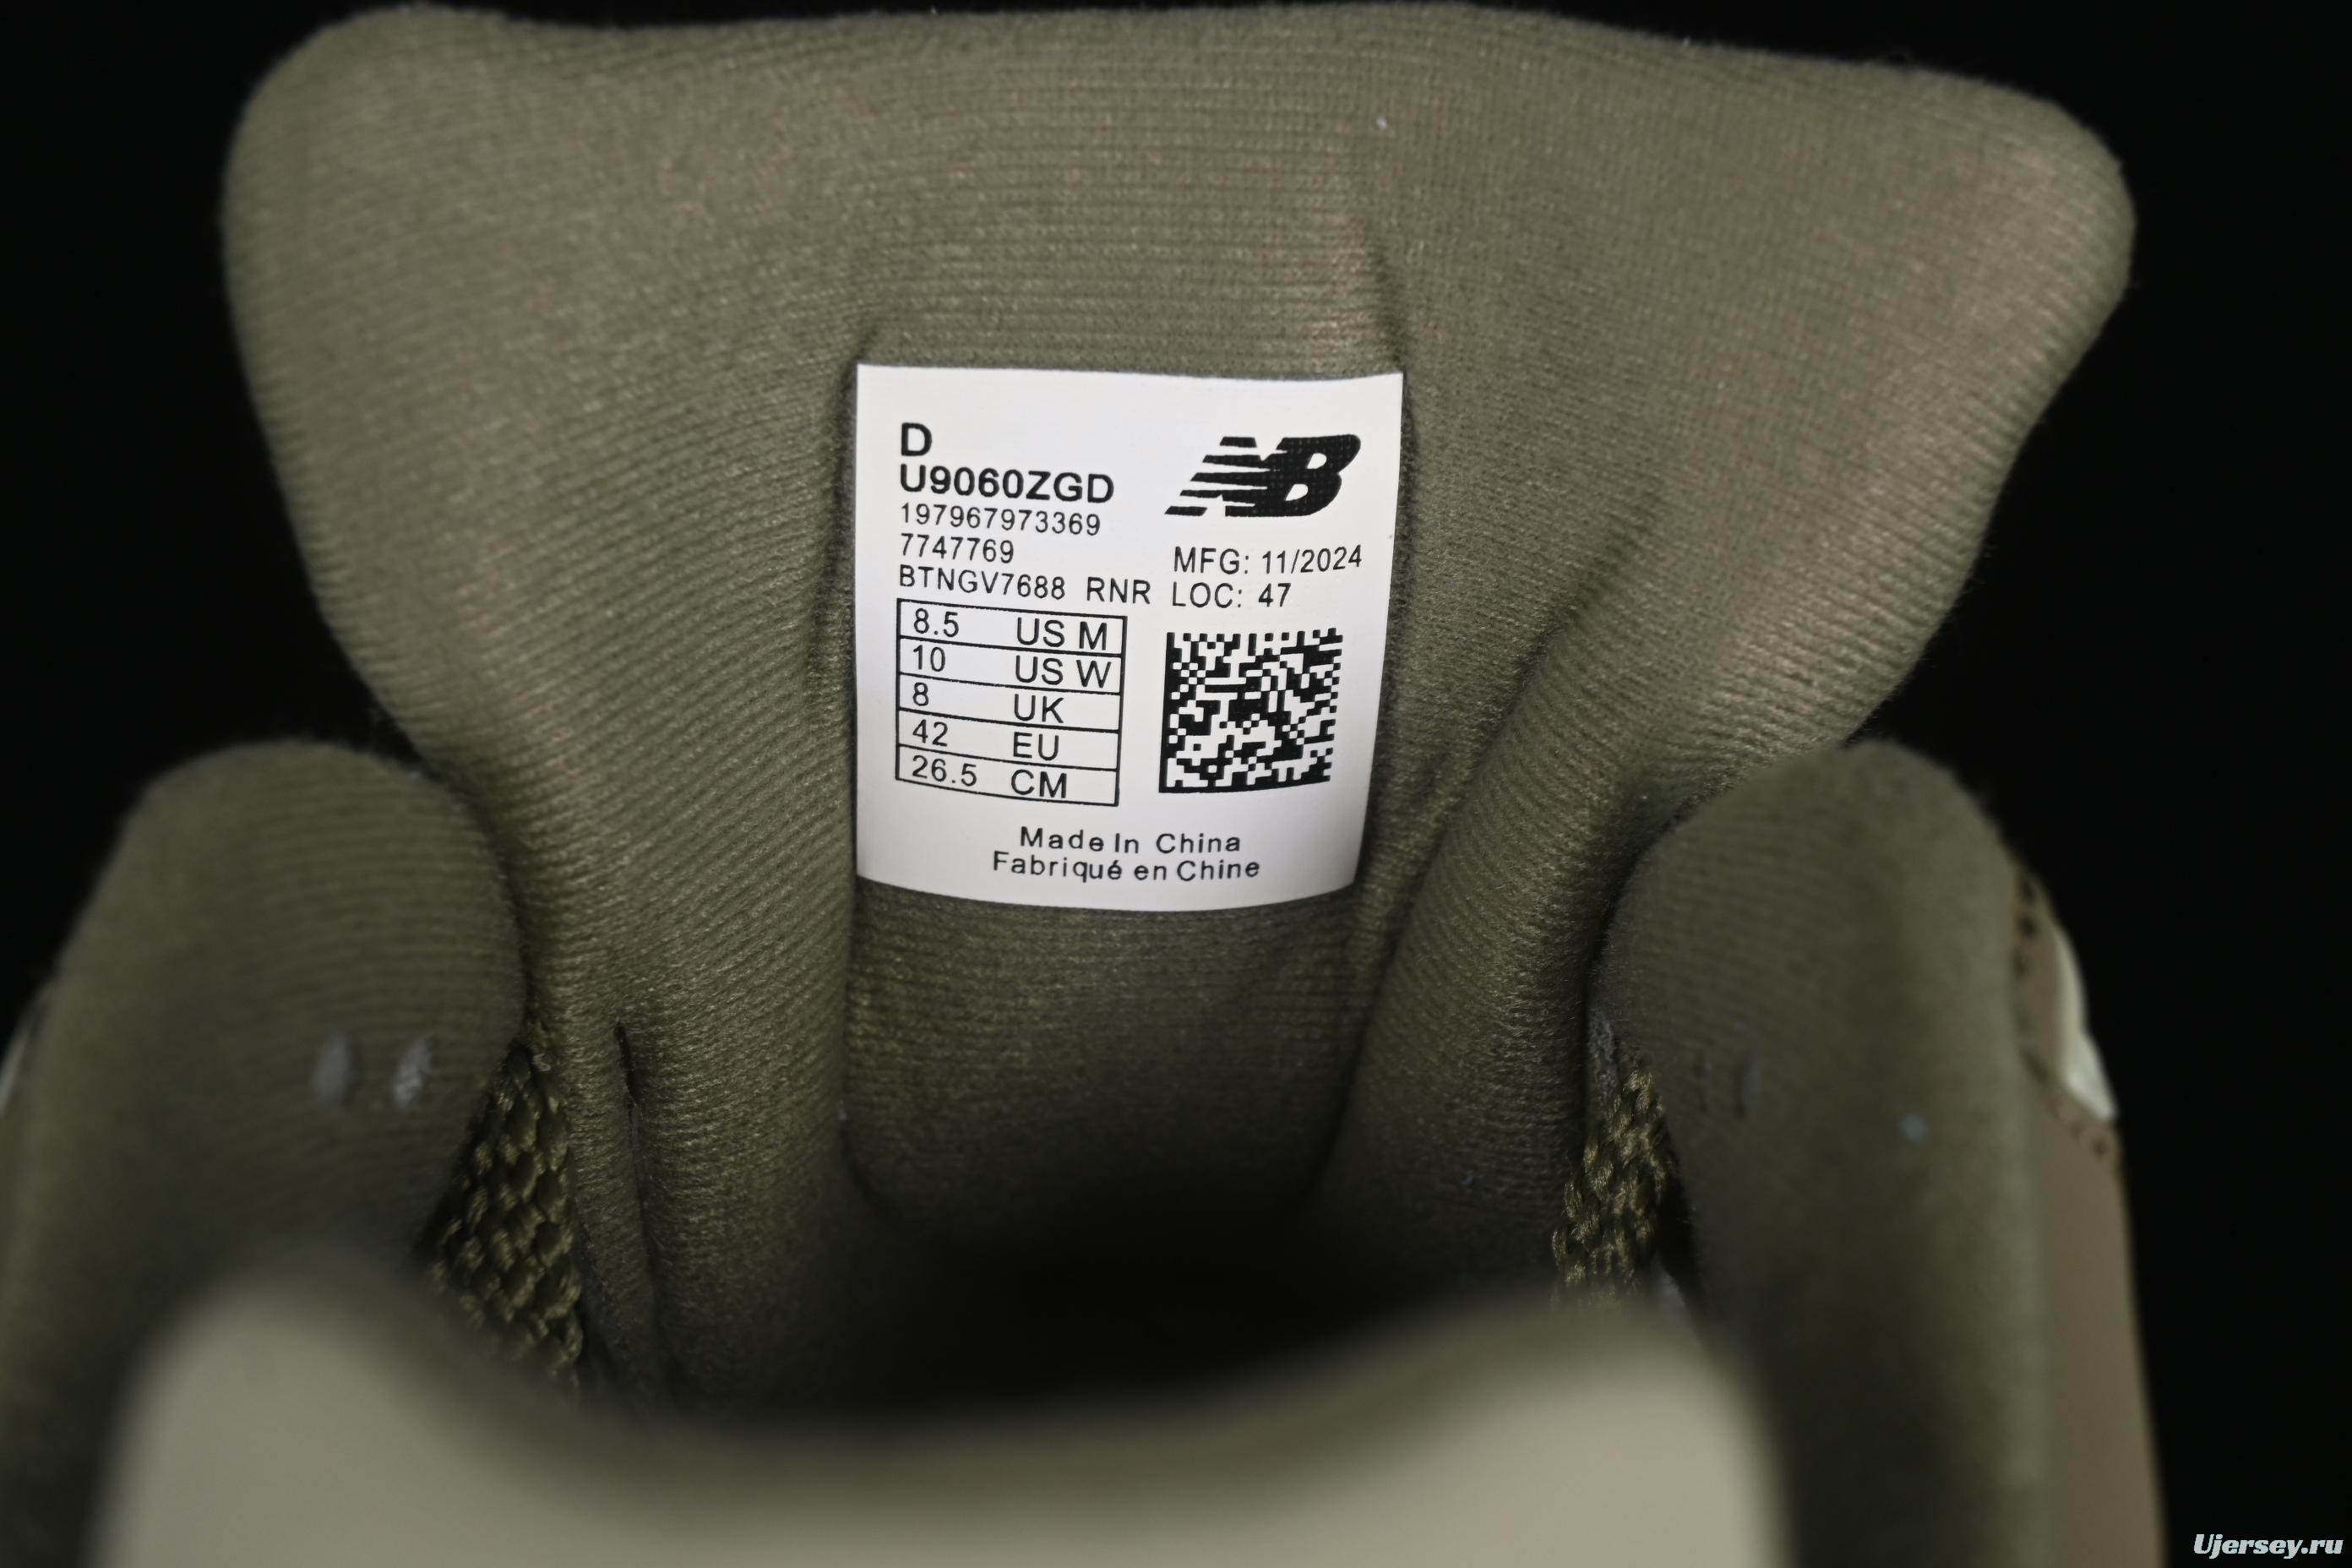 D
U9060ZGD
197967973369
7747769
BTNGV7688 RNR
NB
MFG: 11/2024
LOC: 47
8.5 US M
10 US W
8 UK
42 EU
26.5 CM
Made In China
Fabriqué en Chine
Ujersey.ru